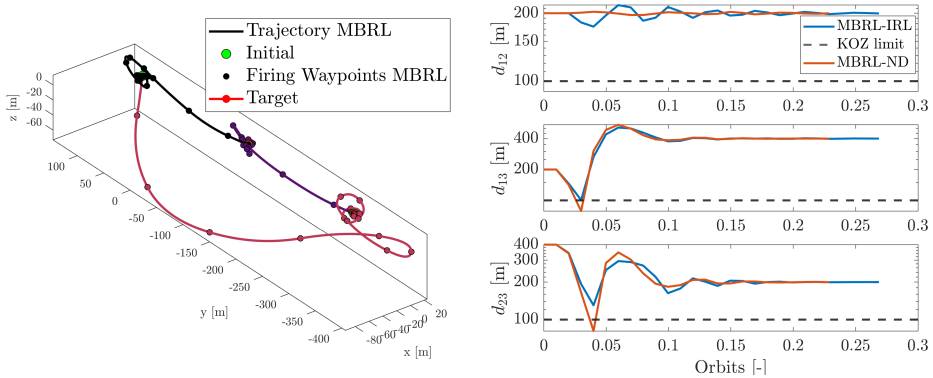 Trajectory MBRL
Initial
Firing Waypoints MBRL
Target
0
-20
-40
-60
z [m]
100
50
0
-50
-100
-150
-200
-250
-300
-350
-400
y [m]
-80
-60
-40
-20
0
20
x [m]
200
150
100
d12 [m]
MBRL-IRL
KOZ limit
MBRL-ND
0 0.05 0.1 0.15 0.2 0.25 0.3
400
200
d13 [m]
0 0.05 0.1 0.15 0.2 0.25 0.3
400
300
200
100
d23 [m]
0 0.05 0.1 0.15 0.2 0.25 0.3
Orbits [-]